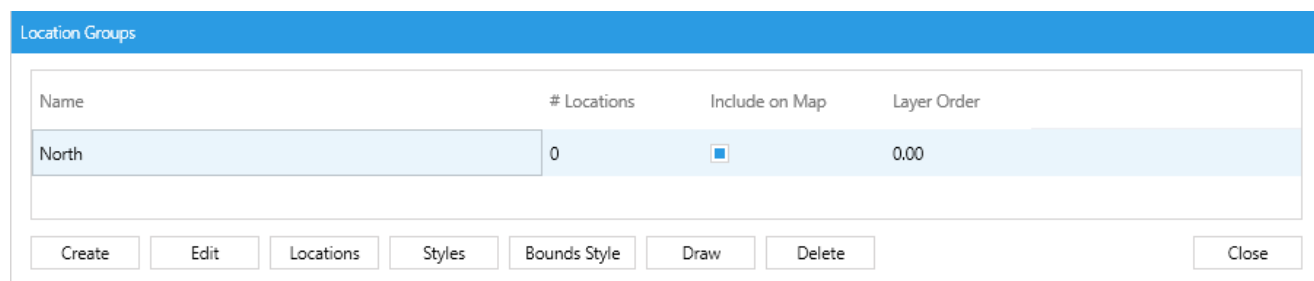 Location Groups
Name # Locations Include on Map Layer Order
North 0 0.00
Create Edit Locations Styles Bounds Style Draw Delete Close